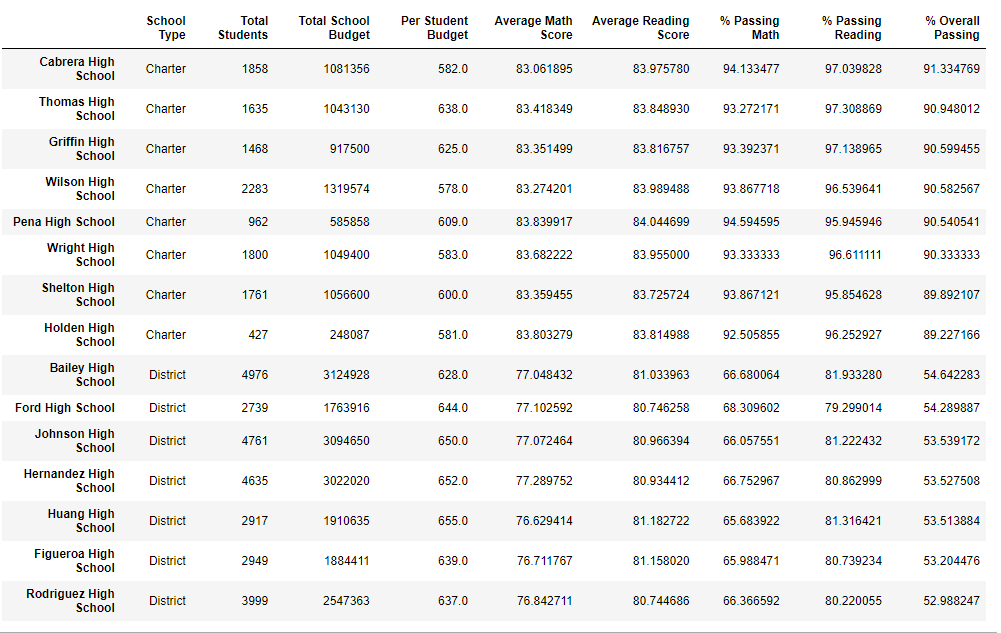 School Type Total Students Total School Budget Per Student Budget Average Math Score Average Reading Score % Passing Math % Passing Reading % Overall Passing
Cabrera High School Charter 1858 1081356 582.0 83.061895 83.975780 94.133477 97.039828 91.334769
Thomas High School Charter 1635 1043130 638.0 83.418349 83.848930 93.272171 97.308869 90.948012
Griffin High School Charter 1468 917500 625.0 83.351499 83.816757 93.392371 97.138965 90.599455
Wilson High School Charter 2283 1319574 578.0 83.274201 83.989488 93.867718 96.539641 90.582567
Pena High School Charter 962 585858 609.0 83.839917 84.044699 94.594595 95.945946 90.540541
Wright High School Charter 1800 1049400 583.0 83.682222 83.955000 93.333333 96.611111 90.333333
Shelton High School Charter 1761 1056600 600.0 83.359455 83.725724 93.867121 95.854628 89.892107
Holden High School Charter 427 248087 581.0 83.803279 83.814988 92.505855 96.252927 89.227166
Bailey High School District 4976 3124928 628.0 77.048432 81.033963 66.680064 81.933280 54.642283
Ford High School District 2739 1763916 644.0 77.102592 80.746258 68.309602 79.299014 54.289887
Johnson High School District 4761 3094650 650.0 77.072464 80.966394 66.057551 81.222432 53.539172
Hernandez High School District 4635 3022020 652.0 77.289752 80.934412 66.752967 80.862999 53.527508
Huang High School District 2917 1910635 655.0 76.629414 81.182722 65.683922 81.316421 53.513884
Figueroa High School District 2949 1884411 639.0 76.711767 81.158020 65.988471 80.739234 53.204476
Rodriguez High School District 3999 2547363 637.0 76.842711 80.744686 66.366592 80.220055 52.988247